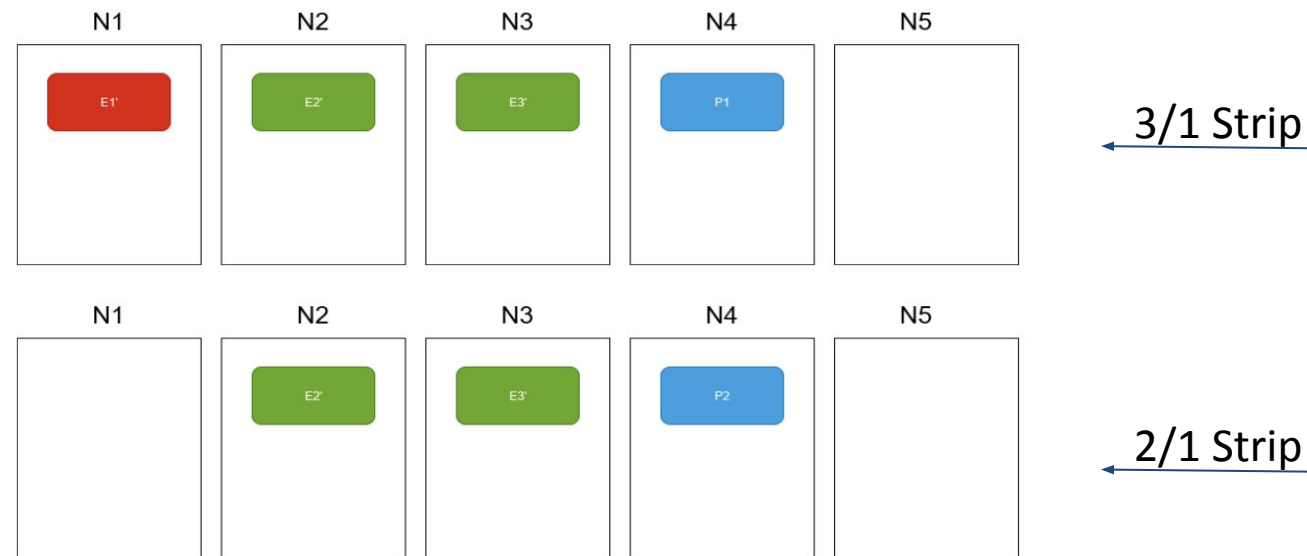 N1 N2 N3 N4 N5
E1' E2' E3' P1
3/1 Strip
N1 N2 N3 N4 N5
E2' E3' P2
2/1 Strip